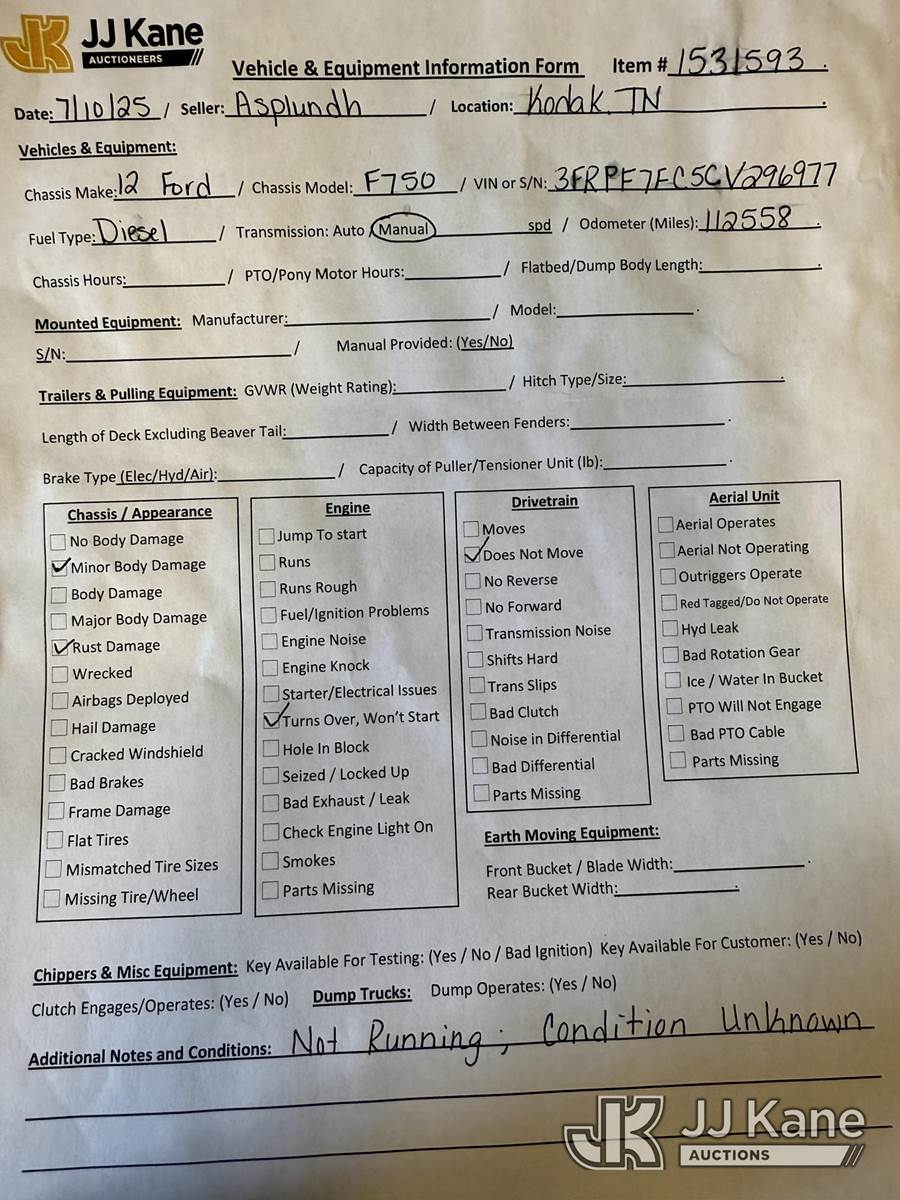 JJ Kane
AUCTIONEERS
Vehicle & Equipment Information Form Item # 1531593.
Date: 7/10/25 / Seller: Asplundh / Location: Kodak, TN.
Vehicles & Equipment:
Chassis Make: 12 Ford / Chassis Model: F750 / VIN or S/N: 3FRPF7FC5CV296977
Fuel Type: Diesel / Transmission: Auto / Manual spd / Odometer (Miles): 112558.
Chassis Hours: / PTO/Pony Motor Hours: / Flatbed/Dump Body Length: .
Mounted Equipment: Manufacturer: / Model: .
S/N: / Manual Provided: (Yes/No)
Trailers & Pulling Equipment: GVWR (Weight Rating): / Hitch Type/Size: .
Length of Deck Excluding Beaver Tail: / Width Between Fenders: .
Brake Type (Elec/Hyd/Air): / Capacity of Puller/Tensioner Unit (lb): .
Chassis / Appearance
No Body Damage
Minor Body Damage
Body Damage
Major Body Damage
Rust Damage
Wrecked
Airbags Deployed
Hail Damage
Cracked Windshield
Bad Brakes
Frame Damage
Flat Tires
Mismatched Tire Sizes
Missing Tire/Wheel
Engine
Jump To start
Runs
Runs Rough
Fuel/Ignition Problems
Engine Noise
Engine Knock
Starter/Electrical Issues
Turns Over, Won't Start
Hole In Block
Seized / Locked Up
Bad Exhaust / Leak
Check Engine Light On
Smokes
Parts Missing
Drivetrain
Moves
Does Not Move
No Reverse
No Forward
Transmission Noise
Shifts Hard
Trans Slips
Bad Clutch
Noise in Differential
Bad Differential
Parts Missing
Aerial Unit
Aerial Operates
Aerial Not Operating
Outriggers Operate
Red Tagged/Do Not Operate
Hyd Leak
Bad Rotation Gear
Ice / Water In Bucket
PTO Will Not Engage
Bad PTO Cable
Parts Missing
Earth Moving Equipment:
Front Bucket / Blade Width: .
Rear Bucket Width: .
Chippers & Misc Equipment: Key Available For Testing: (Yes / No / Bad Ignition) Key Available For Customer: (Yes / No)
Clutch Engages/Operates: (Yes / No) Dump Trucks: Dump Operates: (Yes / No)
Additional Notes and Conditions: Not Running; Condition Unknown
JJ Kane
AUCTIONS